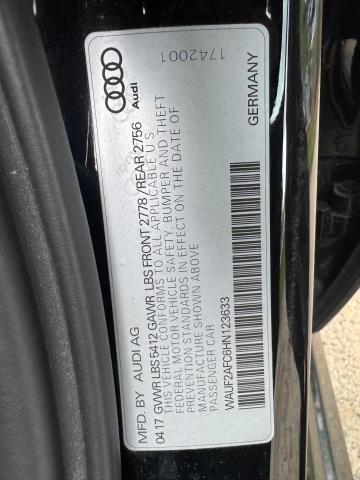 1742001
Audi
MFD. BY AUDI AG
0417 GVWR LBS5412 GAWR LBS FRONT 2778 / REAR 2756
THIS VEHICLE CONFORMS TO ALL APPLICABLE U S
FEDERAL MOTOR VEHICLE SAFETY, BUMPER AND THEFT
PREVENTION STANDARDS IN EFFECT ON THE DATE OF
MANUFACTURE SHOWN ABOVE
PASSENGER CAR
WAUF2AFC6HN123633
GERMANY